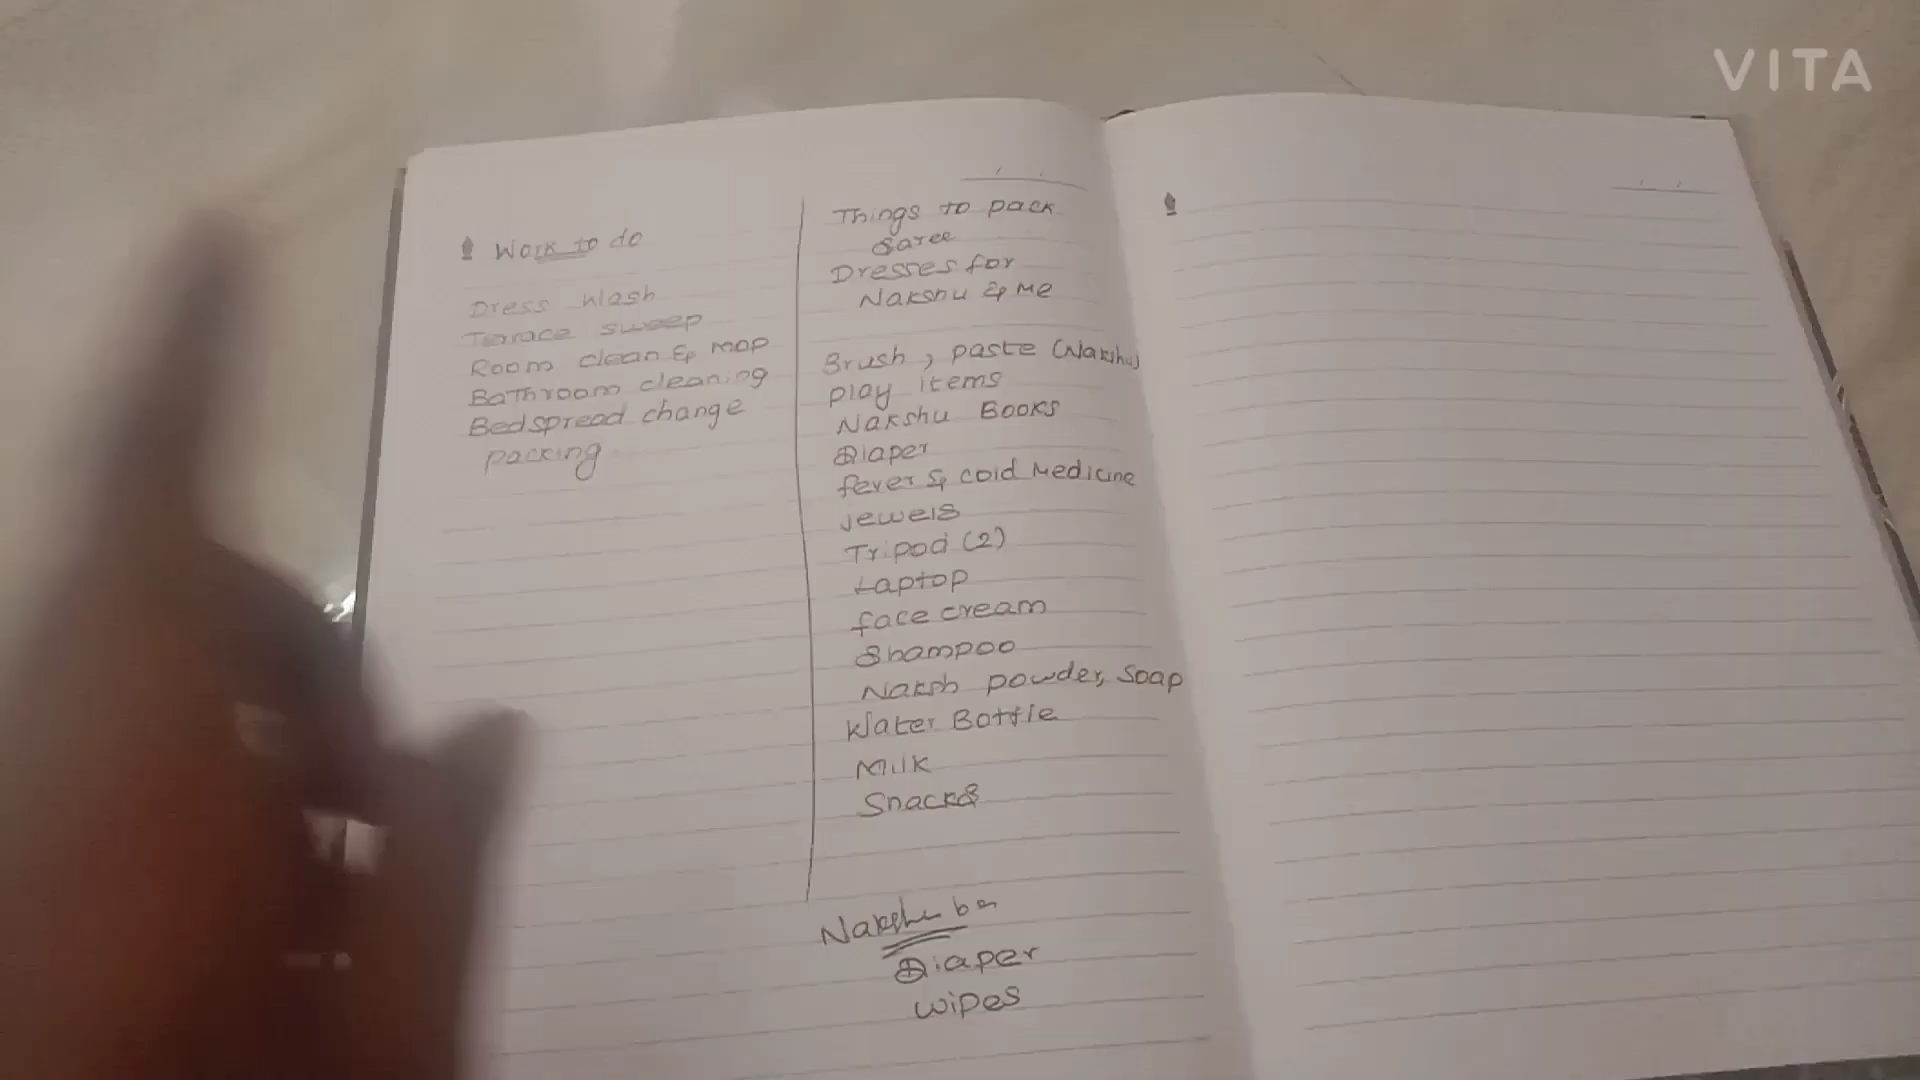 VITA
Work to do
Dress Wash
Terrace sweep
Room clean & mop
Bathroom cleaning
Bedspread change
packing
Things to pack
Saree
Dresses for
Nakshu & Me
Brush, paste (Nakshu)
play items
Nakshu Books
Diaper
fever & cold Medicine
jewels
Tripod (2)
Laptop
face cream
Shampoo
Naksh powder, Soap
Water Bottle
Milk
Snacks
Nakshu
Diaper
wipes